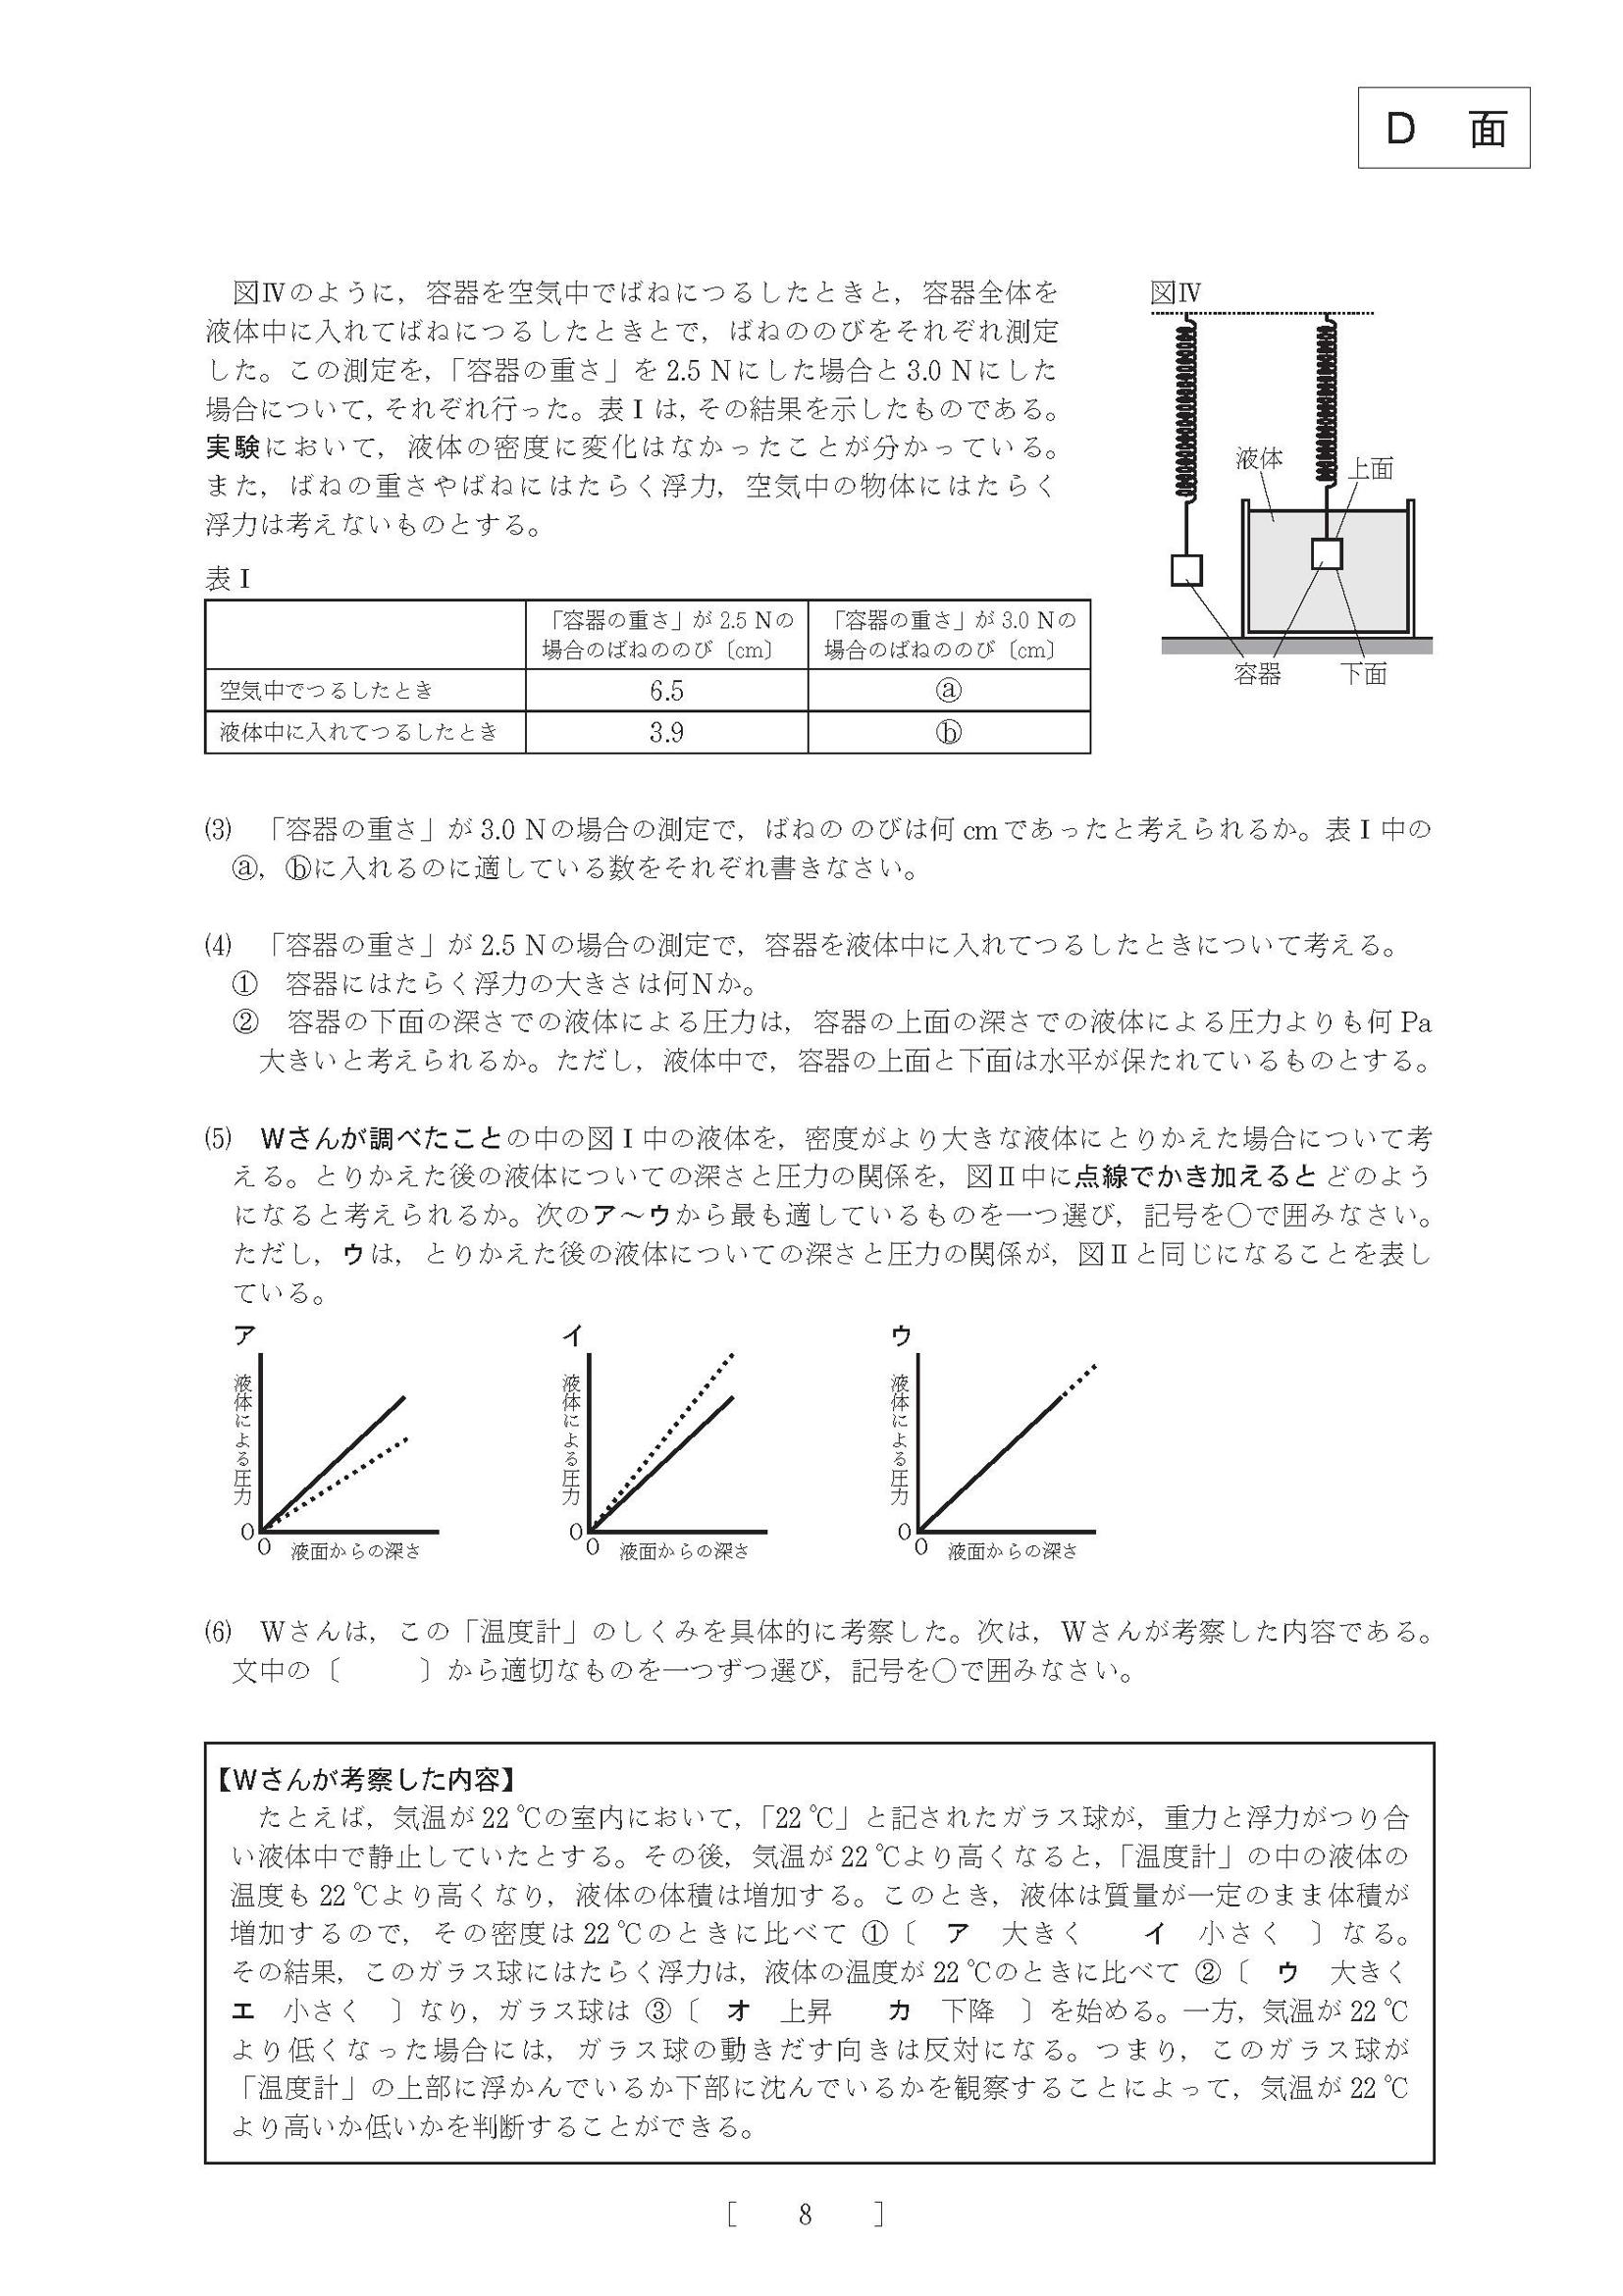 D 面
図Ⅳのように，容器を空気中でばねにつるしたときと，容器全体を
液体中に入れてばねにつるしたときとで，ばねののびをそれぞれ測定
した。この測定を，「容器の重さ」を 2.5 Nにした場合と 3.0 Nにした
場合について，それぞれ行った。表Ⅰは，その結果を示したものである。
実験において，液体の密度に変化はなかったことが分かっている。
また，ばねの重さやばねにはたらく浮力，空気中の物体にはたらく
浮力は考えないものとする。
図Ⅳ
液体
上面
容器
下面
表Ⅰ
「容器の重さ」が 2.5 Nの
場合のばねののび〔cm〕
「容器の重さ」が 3.0 Nの
場合のばねののび〔cm〕
空気中でつるしたとき 6.5 ⓐ
液体中に入れてつるしたとき 3.9 ⓑ
(3) 「容器の重さ」が 3.0 Nの場合の測定で，ばねの のびは何 cmであったと考えられるか。表Ⅰ中の
ⓐ，ⓑに入れるのに適している数をそれぞれ書きなさい。
(4) 「容器の重さ」が 2.5 Nの場合の測定で，容器を液体中に入れてつるしたときについて考える。
① 容器にはたらく浮力の大きさは何Nか。
② 容器の下面の深さでの液体による圧力は，容器の上面の深さでの液体による圧力よりも何 Pa
大きいと考えられるか。ただし，液体中で，容器の上面と下面は水平が保たれているものとする。
(5) Wさんが調べたことの中の図Ⅰ中の液体を，密度がより大きな液体にとりかえた場合について考
える。とりかえた後の液体についての深さと圧力の関係を，図Ⅱ中に点線でかき加えると どのよう
になると考えられるか。次のア～ウから最も適しているものを一つ選び，記号を○で囲みなさい。
ただし，ウは，とりかえた後の液体についての深さと圧力の関係が，図Ⅱと同じになることを表し
ている。
ア
液体による圧力
0
0 液面からの深さ
イ
液体による圧力
0
0 液面からの深さ
ウ
液体による圧力
0
0 液面からの深さ
(6) Wさんは，この「温度計」のしくみを具体的に考察した。次は，Wさんが考察した内容である。
文中の〔　　　〕から適切なものを一つずつ選び，記号を○で囲みなさい。
【Wさんが考察した内容】
たとえば，気温が 22 ℃の室内において，「22 ℃」と記されたガラス球が，重力と浮力がつり合
い液体中で静止していたとする。その後，気温が 22 ℃より高くなると，「温度計」の中の液体の
温度も 22 ℃より高くなり，液体の体積は増加する。このとき，液体は質量が一定のまま体積が
増加するので，その密度は 22 ℃のときに比べて ①〔 ア 大きく　イ 小さく 〕なる。
その結果，このガラス球にはたらく浮力は，液体の温度が 22 ℃のときに比べて ②〔 ウ 大きく
エ 小さく 〕なり，ガラス球は ③〔 オ 上昇　カ 下降 〕を始める。一方，気温が 22 ℃
より低くなった場合には，ガラス球の動きだす向きは反対になる。つまり，このガラス球が
「温度計」の上部に浮かんでいるか下部に沈んでいるかを観察することによって，気温が 22 ℃
より高いか低いかを判断することができる。
［ 8 ］